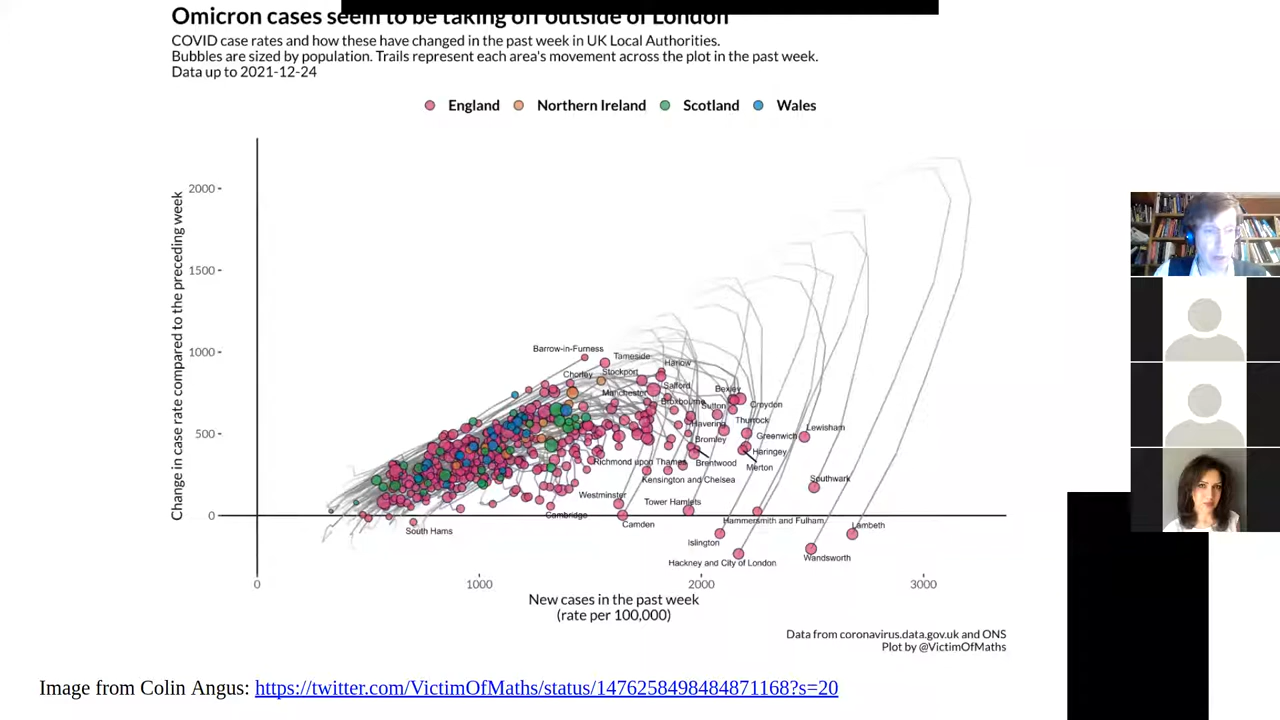 Omicron cases seem to be taking off outside of London
COVID case rates and how these have changed in the past week in UK Local Authorities.
Bubbles are sized by population. Trails represent each area's movement across the plot in the past week.
Data up to 2021-12-24
England Northern Ireland Scotland Wales
Change in case rate compared to the preceding week
2000
1500
1000
500
0
Barrow-in-Furness
Tameside
Harlow
Chorley
Stockport
Salford
Manchester
Bexley
Broxbourne
Sutton
Croydon
Havering
Thurrock
Lewisham
Bromley
Greenwich
Haringey
Richmond upon Thames
Brentwood
Merton
Kensington and Chelsea
Southwark
Westminster
Tower Hamlets
Cambridge
Camden
Hammersmith and Fulham
Lambeth
South Hams
Islington
Hackney and City of London
Wandsworth
0 1000 2000 3000
New cases in the past week
(rate per 100,000)
Data from coronavirus.data.gov.uk and ONS
Plot by @VictimOfMaths
Image from Colin Angus: https://twitter.com/VictimOfMaths/status/1476258498484871168?s=20